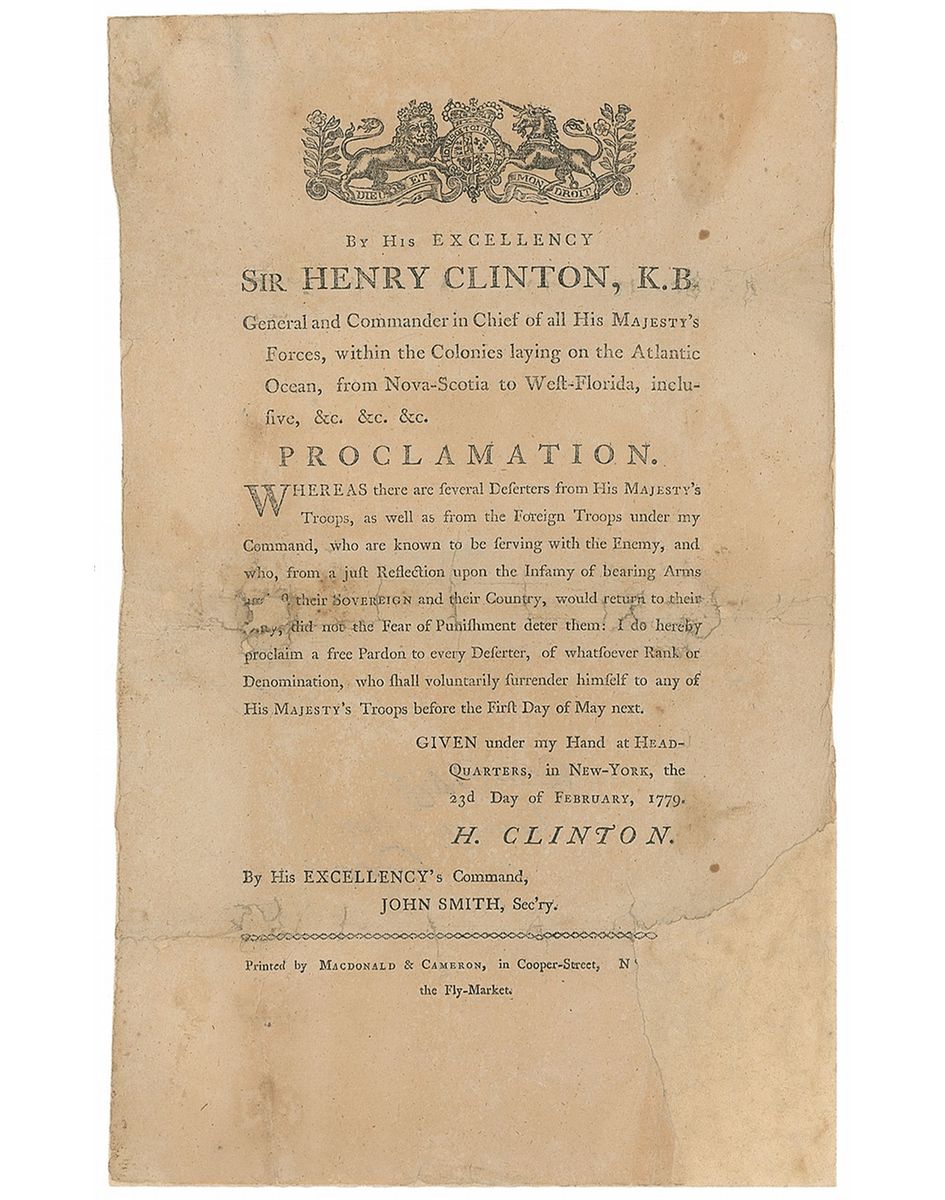 DIEU ET MON DROIT
By His EXCELLENCY
Sir HENRY CLINTON, K.B.
General and Commander in Chief of all His Majesty's
Forces, within the Colonies laying on the Atlantic
Ocean, from Nova-Scotia to Weſt-Florida, inclu-
ſive, &c. &c. &c.
PROCLAMATION.
WHEREAS there are ſeveral Deſerters from His Majesty's
Troops, as well as from the Foreign Troops under my
Command, who are known to be ſerving with the Enemy, and
who, from a juſt Reflection upon the Infamy of bearing Arms
their Sovereign and their Country, would return to their
did not the Fear of Puniſhment deter them: I do hereby
proclaim a free Pardon to every Deſerter, of whatſoever Rank or
Denomination, who ſhall voluntarily ſurrender himſelf to any of
His Majesty's Troops before the Firſt Day of May next.
GIVEN under my Hand at Head-
Quarters, in New-York, the
23d Day of February, 1779.
H. CLINTON.
By His EXCELLENCY's Command,
JOHN SMITH, Sec'ry.
Printed by Macdonald & Cameron, in Cooper-Street, N
the Fly-Market.